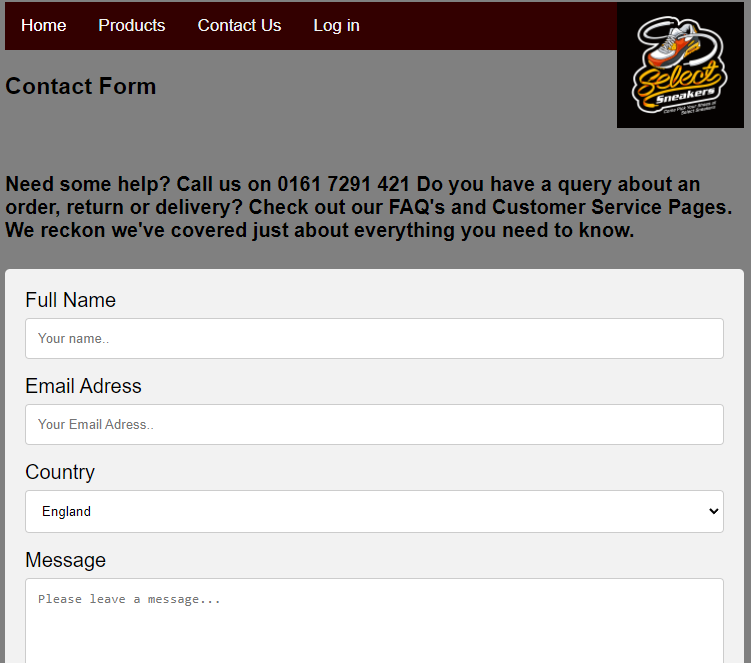 Home Products Contact Us Log in
Select
Sneakers
Contact Form
Need some help? Call us on 0161 7291 421 Do you have a query about an
order, return or delivery? Check out our FAQ's and Customer Service Pages.
We reckon we've covered just about everything you need to know.
Full Name
Your name..
Email Adress
Your Email Adress..
Country
England
Message
Please leave a message...